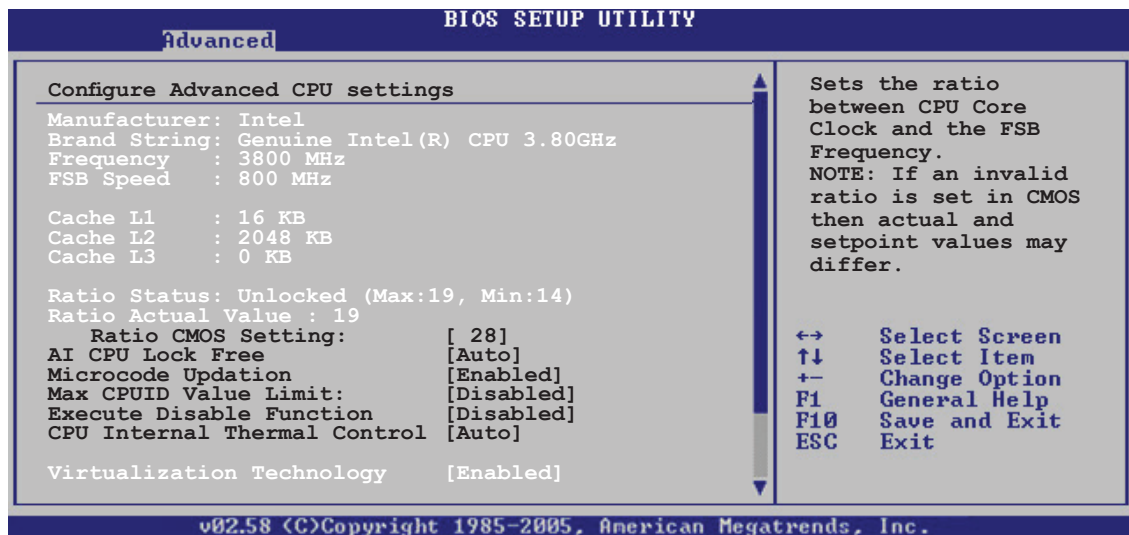 BIOS SETUP UTILITY
Advanced
Configure Advanced CPU settings
Manufacturer: Intel
Brand String: Genuine Intel(R) CPU 3.80GHz
Frequency : 3800 MHz
FSB Speed : 800 MHz
Cache L1 : 16 KB
Cache L2 : 2048 KB
Cache L3 : 0 KB
Ratio Status: Unlocked (Max:19, Min:14)
Ratio Actual Value : 19
Ratio CMOS Setting: [ 28]
AI CPU Lock Free [Auto]
Microcode Updation [Enabled]
Max CPUID Value Limit: [Disabled]
Execute Disable Function [Disabled]
CPU Internal Thermal Control [Auto]
Virtualization Technology [Enabled]
Sets the ratio
between CPU Core
Clock and the FSB
Frequency.
NOTE: If an invalid
ratio is set in CMOS
then actual and
setpoint values may
differ.
↔ Select Screen
↑↓ Select Item
+- Change Option
F1 General Help
F10 Save and Exit
ESC Exit
v02.58 (C)Copyright 1985-2005, American Megatrends, Inc.